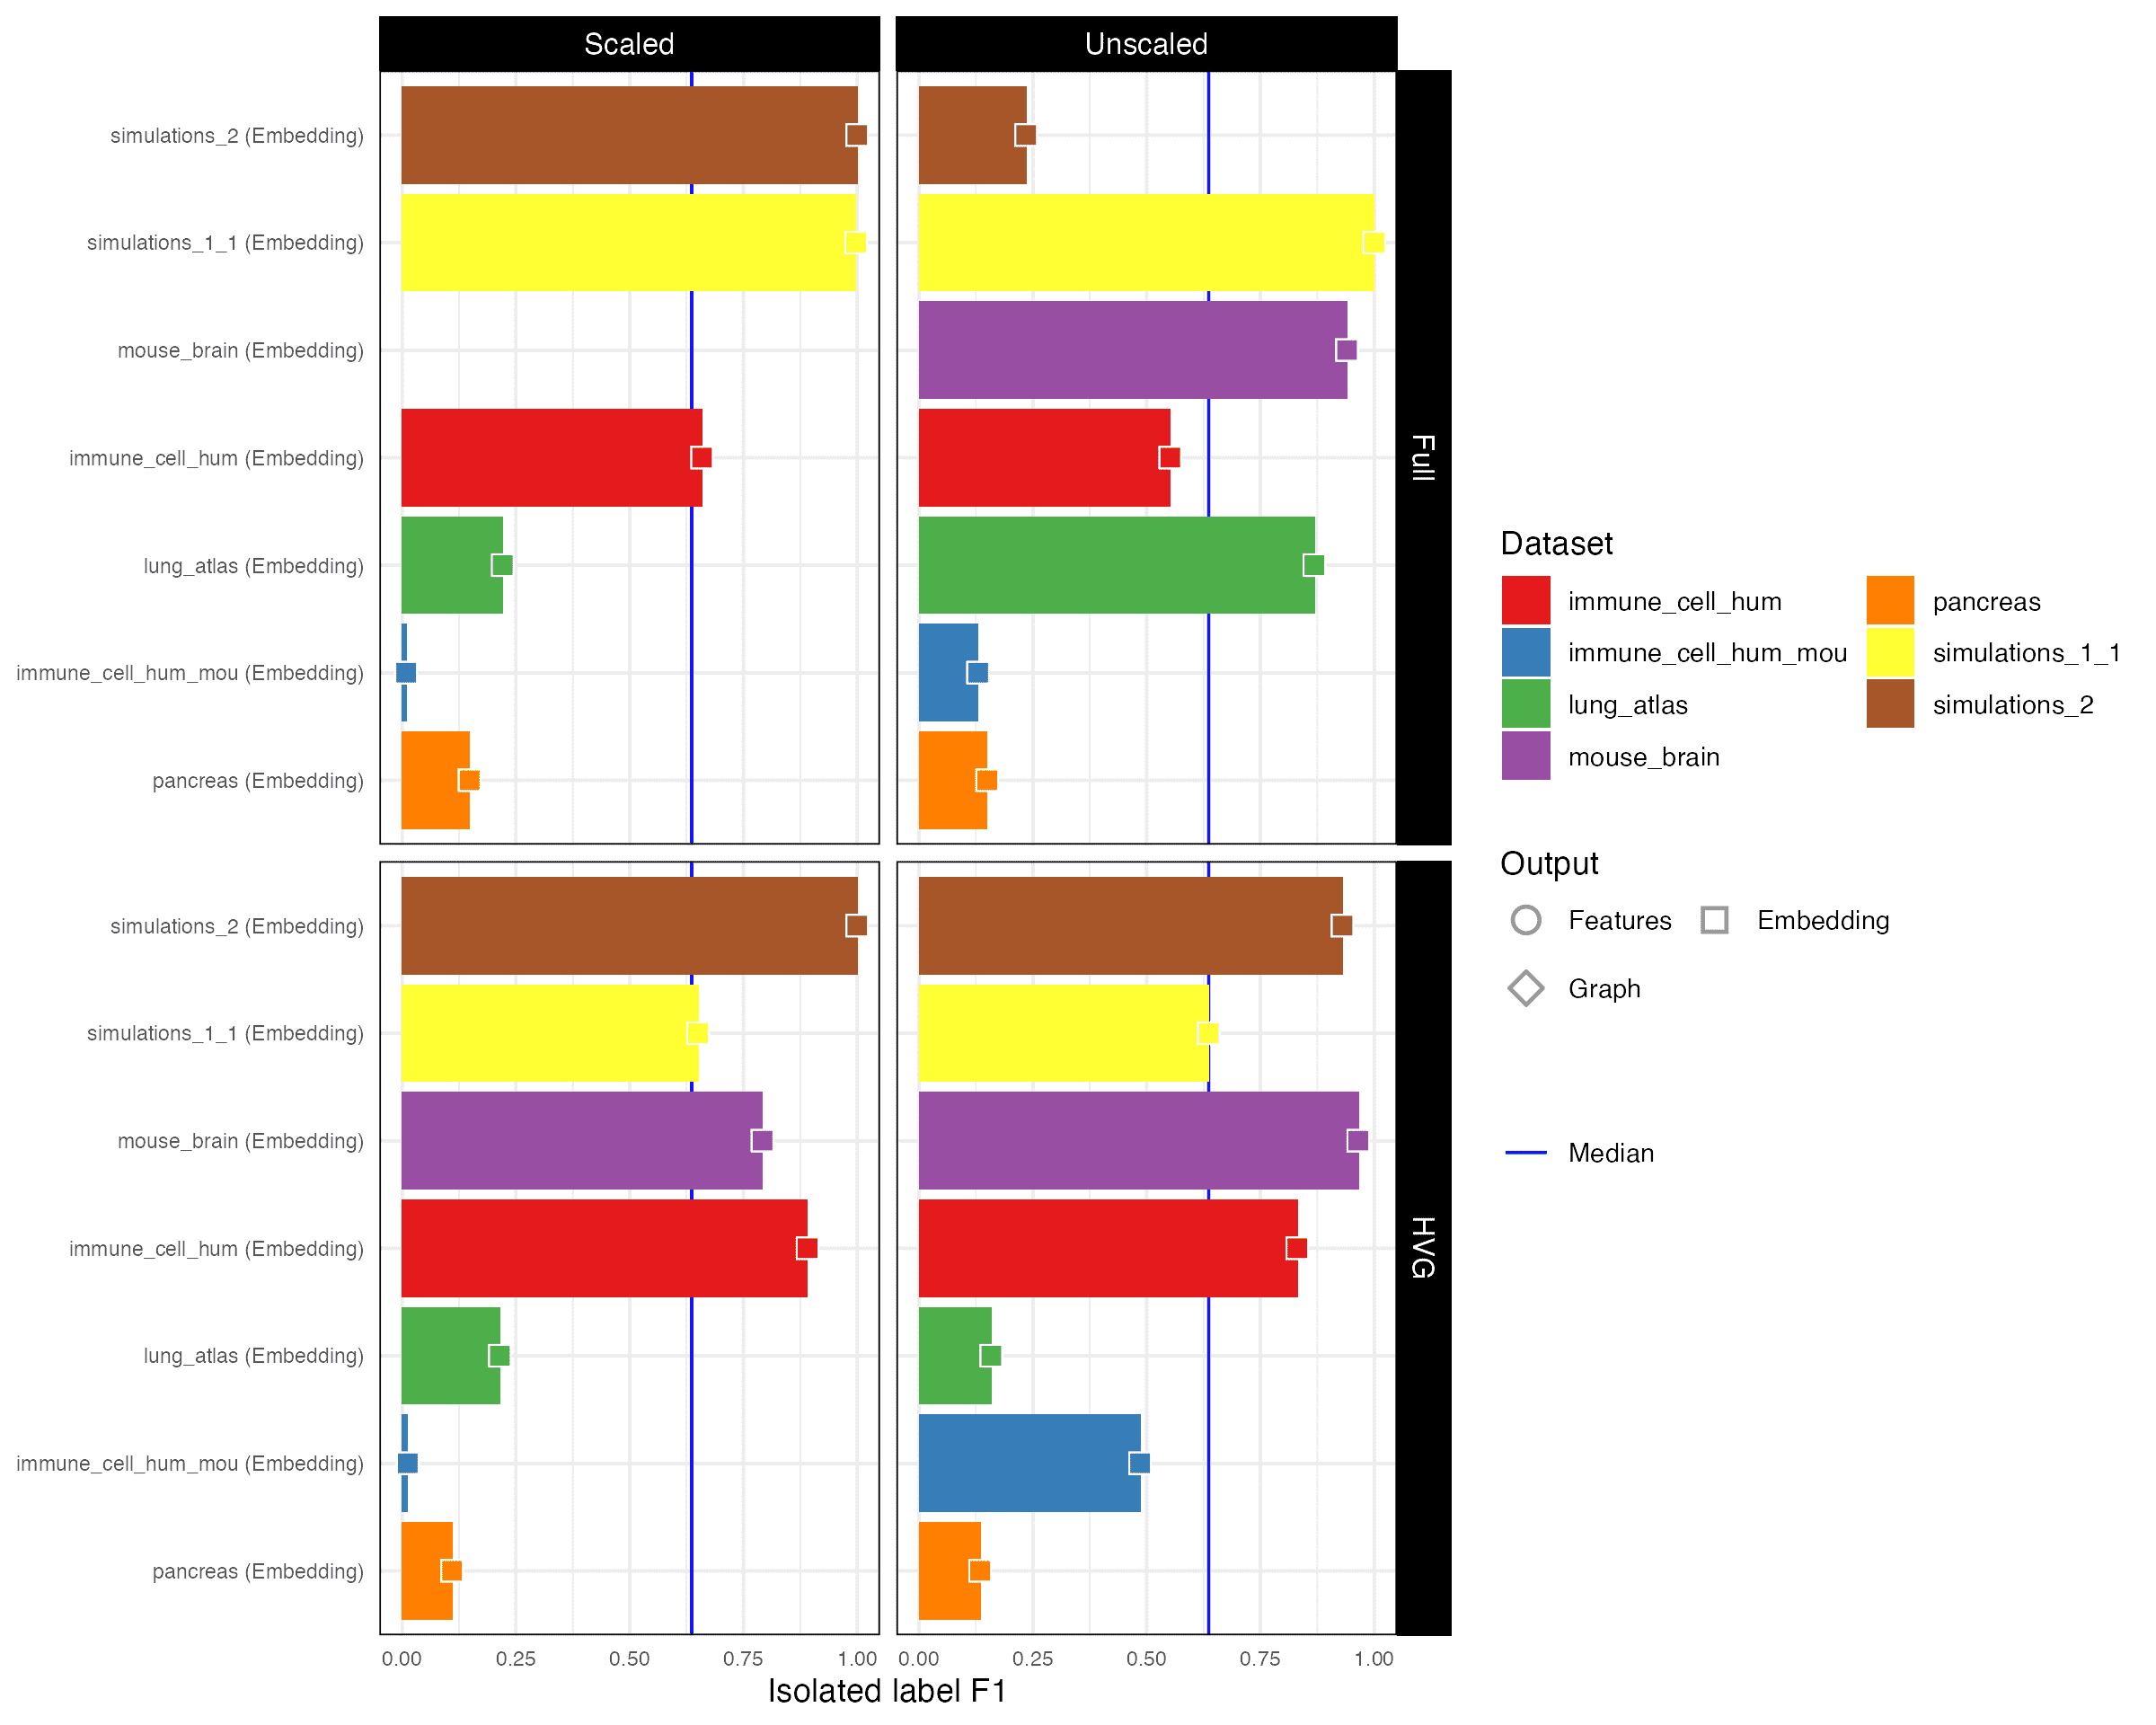 Scaled
Unscaled
simulations_2 (Embedding)
simulations_1_1 (Embedding)
mouse_brain (Embedding)
immune_cell_hum (Embedding)
lung_atlas (Embedding)
immune_cell_hum_mou (Embedding)
pancreas (Embedding)
Full
simulations_2 (Embedding)
simulations_1_1 (Embedding)
mouse_brain (Embedding)
immune_cell_hum (Embedding)
lung_atlas (Embedding)
immune_cell_hum_mou (Embedding)
pancreas (Embedding)
HVG
0.00 0.25 0.50 0.75 1.00 0.00 0.25 0.50 0.75 1.00
Isolated label F1
Dataset
immune_cell_hum
immune_cell_hum_mou
lung_atlas
mouse_brain
pancreas
simulations_1_1
simulations_2
Output
Features
Embedding
Graph
Median